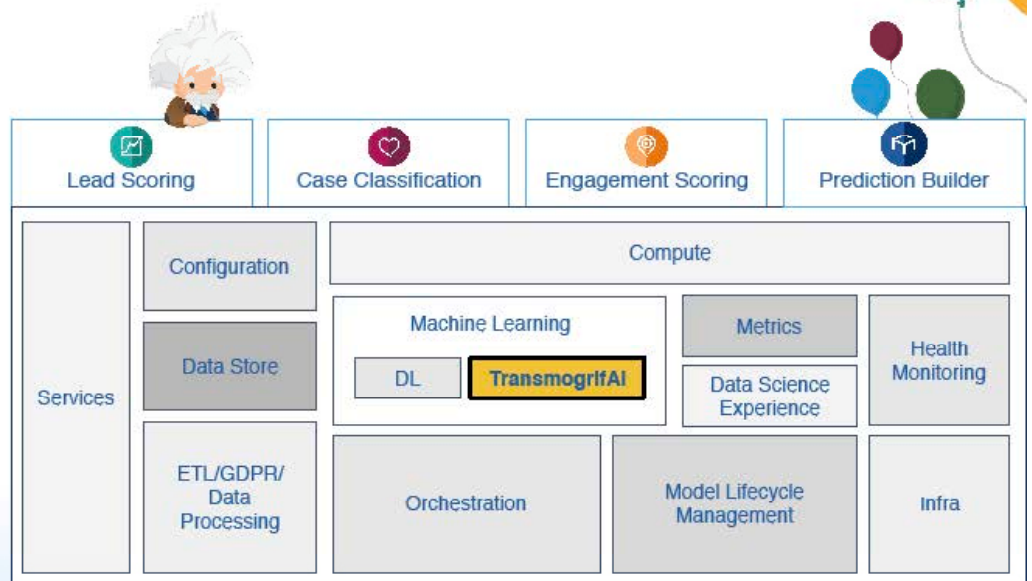 Lead Scoring
Case Classification
Engagement Scoring
Prediction Builder
Services
Configuration
Data Store
ETL/GDPR/
Data
Processing
Compute
Machine Learning
DL
TransmogrifAI
Metrics
Data Science
Experience
Health
Monitoring
Orchestration
Model Lifecycle
Management
Infra